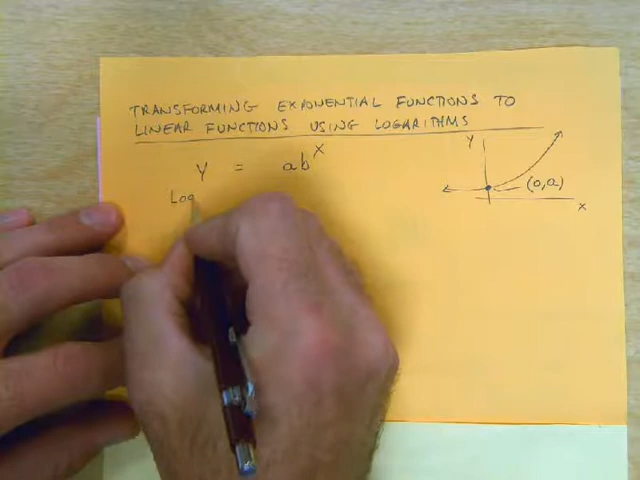 TRANSFORMING EXPONENTIAL FUNCTIONS TO
LINEAR FUNCTIONS USING LOGARITHMS
Y = ab^x
Log
Y
(0,a)
x